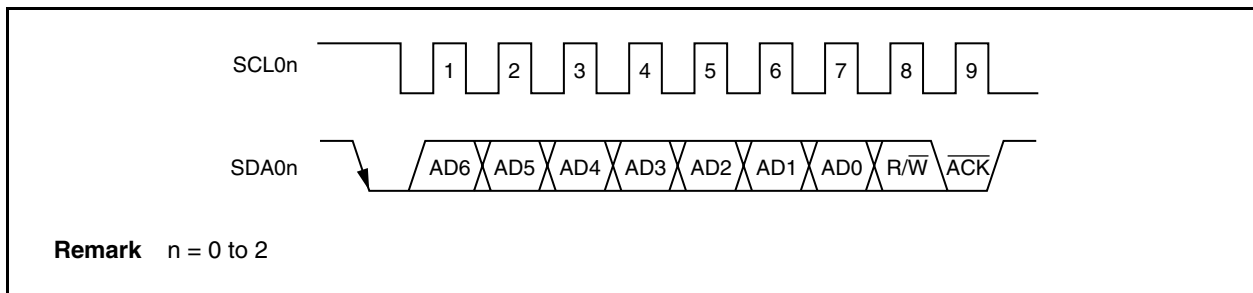 SCL0n 1 2 3 4 5 6 7 8 9
SDA0n AD6 AD5 AD4 AD3 AD2 AD1 AD0 R/W̅ A̅C̅K̅
Remark n = 0 to 2